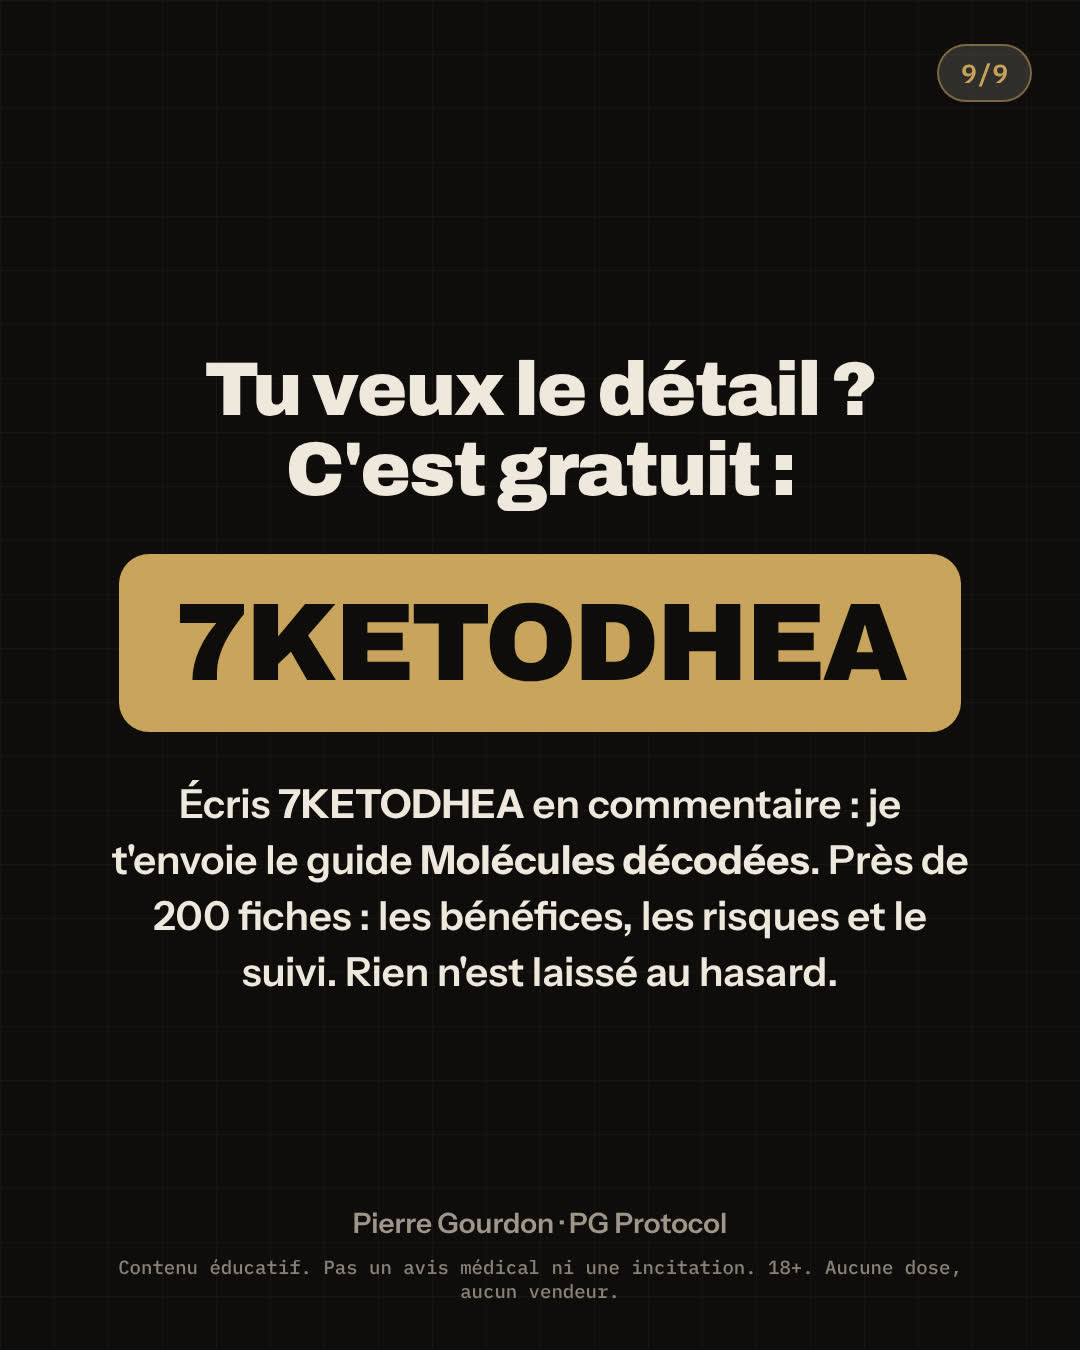 9/9
Tu veux le détail ?
C'est gratuit :
7KETODHEA
Écris 7KETODHEA en commentaire : je
t'envoie le guide Molécules décodées. Près de
200 fiches : les bénéfices, les risques et le
suivi. Rien n'est laissé au hasard.
Pierre Gourdon · PG Protocol
Contenu éducatif. Pas un avis médical ni une incitation. 18+. Aucune dose,
aucun vendeur.